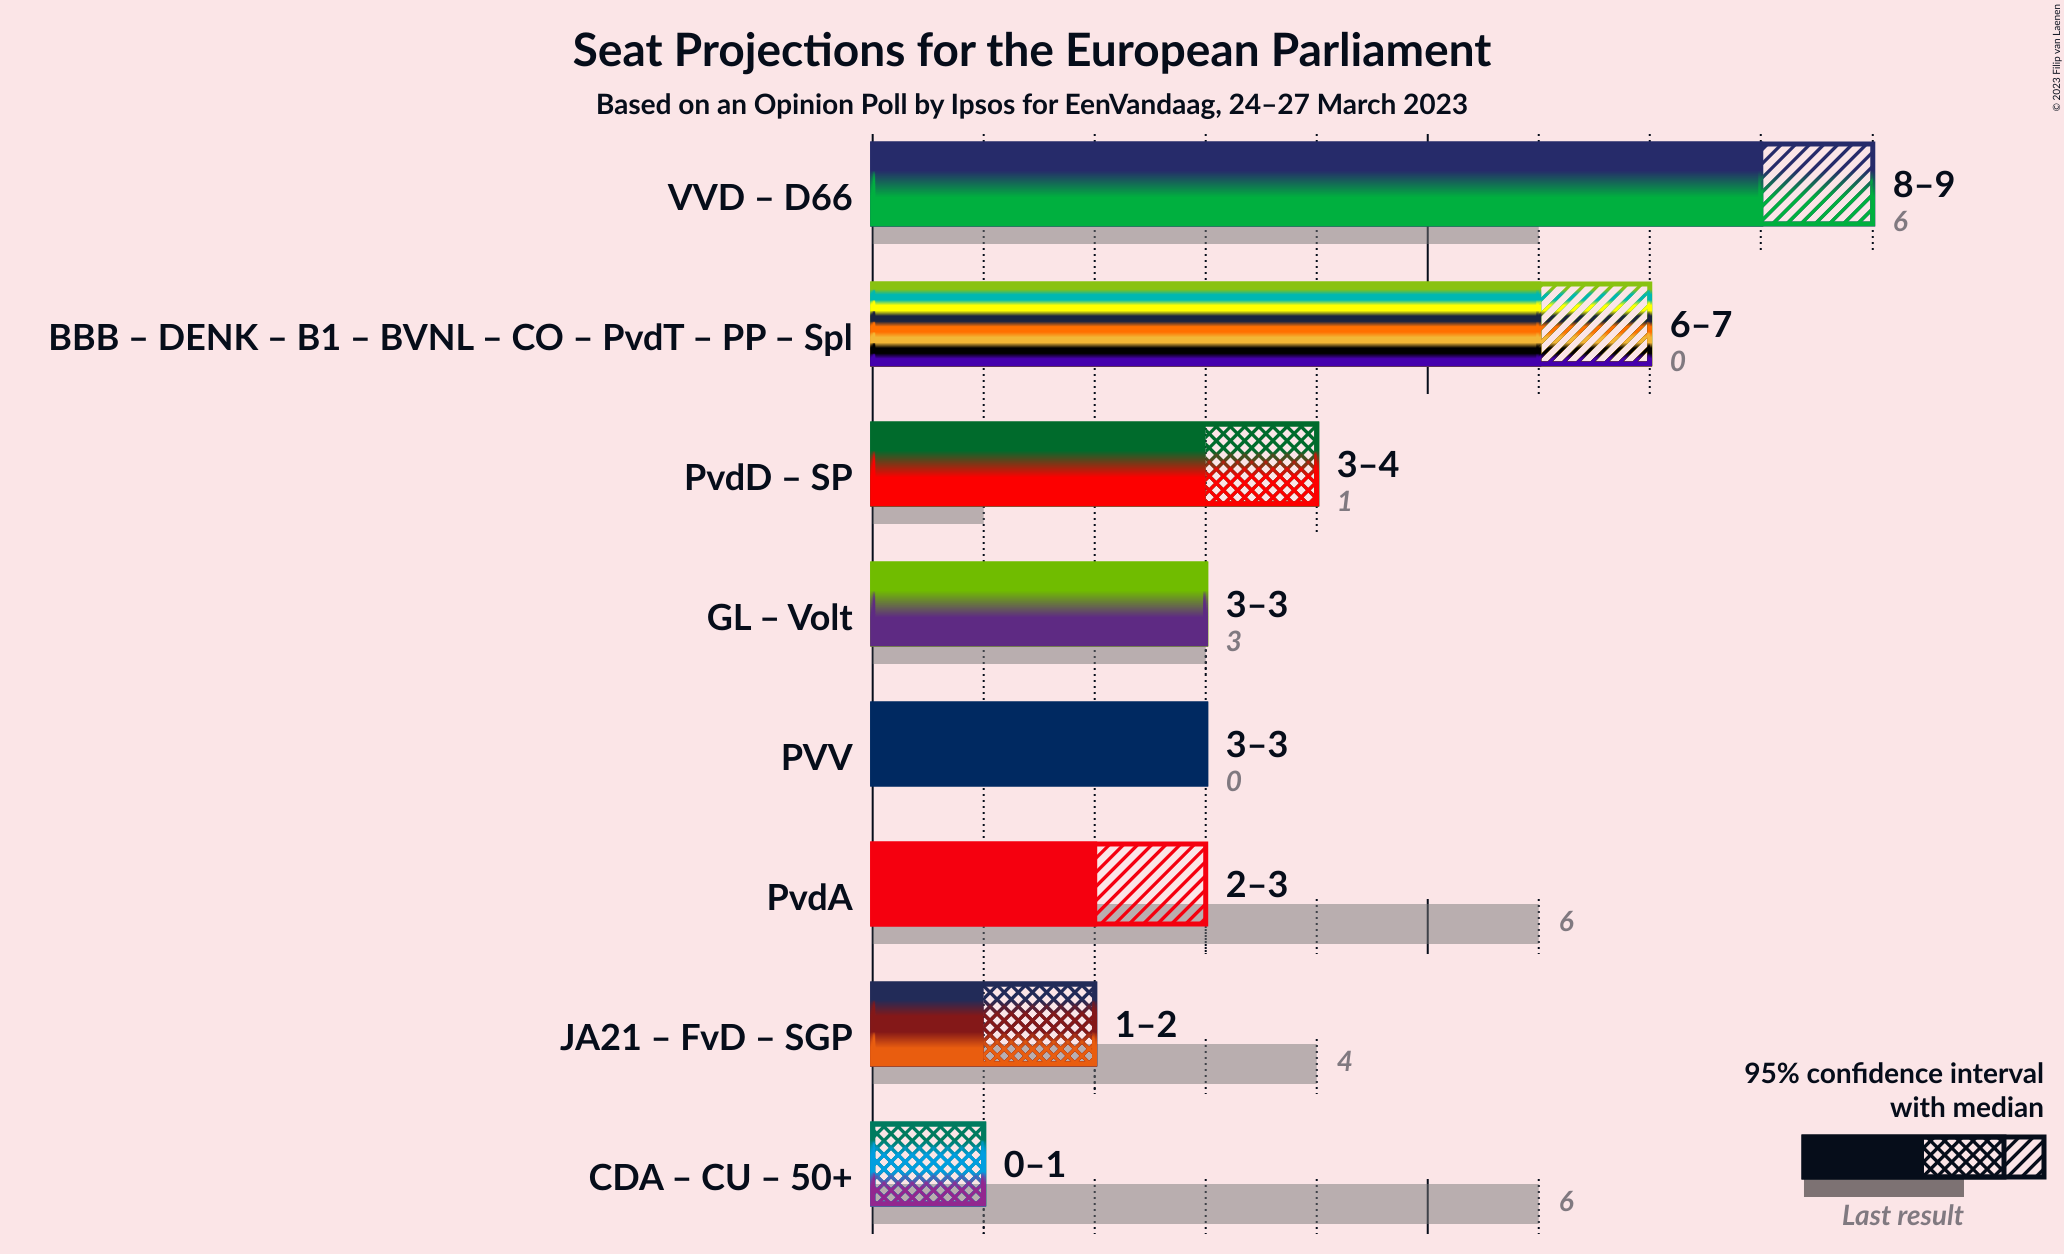 Seat Projections for the European Parliament
Based on an Opinion Poll by Ipsos for EenVandaag, 24–27 March 2023
© 2023 Filip van Laenen
VVD – D66
8–9
6
BBB – DENK – B1 – BVNL – CO – PvdT – PP – Spl
6–7
0
PvdD – SP
3–4
1
GL – Volt
3–3
3
PVV
3–3
0
PvdA
2–3
6
JA21 – FvD – SGP
1–2
4
CDA – CU – 50+
0–1
6
95% confidence interval
with median
Last result